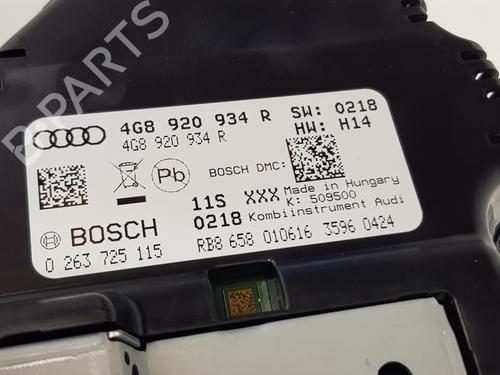 4G8 920 934 R SW: 0218
4G8 920 934 R HW: H14
BOSCH DMC:
Pb
11S XXX Made in Hungary
K: 509500
BOSCH 0218 Kombiinstrument Audi
0 263 725 115 RB8 658 010616 3596 0424
B PARTS